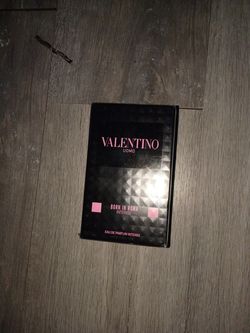 VALENTINO
UOMO
BORN IN ROMA
INTENSE
EAU DE PARFUM INTENSE